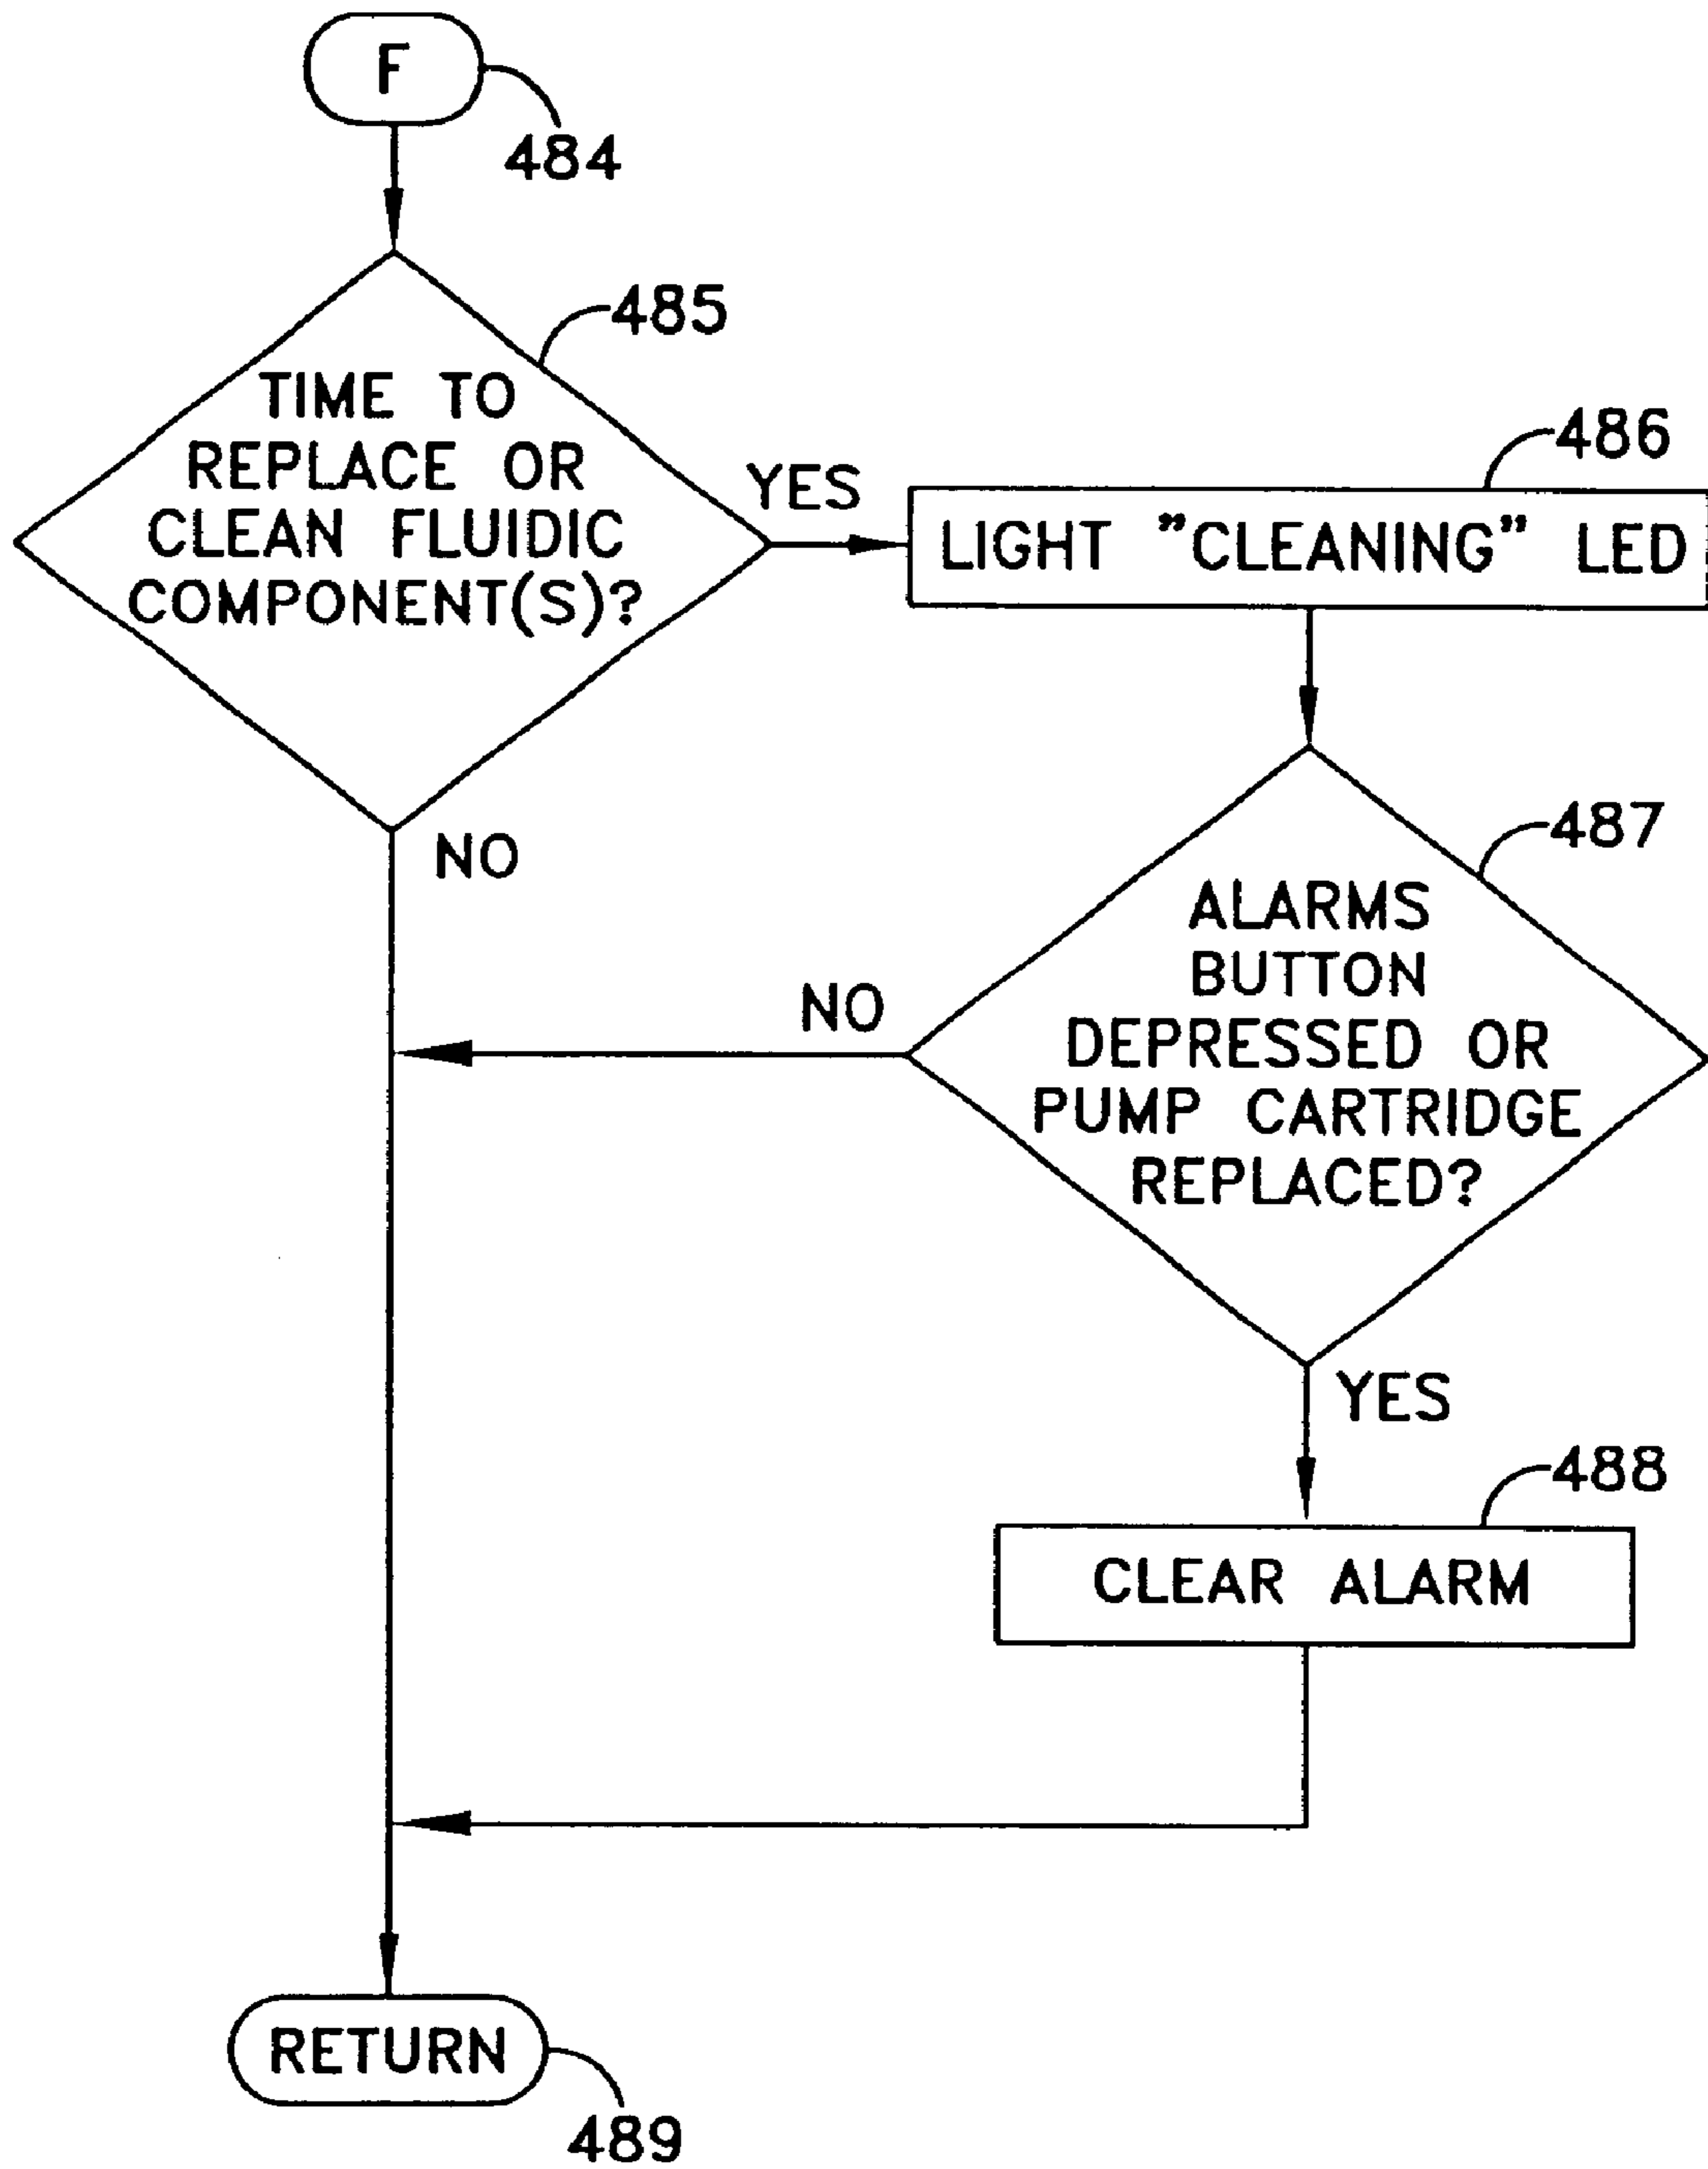 F
484
485
TIME TO
REPLACE OR
CLEAN FLUIDIC
COMPONENT(S)?
YES
486
LIGHT "CLEANING" LED
NO
487
ALARMS
BUTTON
DEPRESSED OR
PUMP CARTRIDGE
REPLACED?
NO
YES
488
CLEAR ALARM
RETURN
489